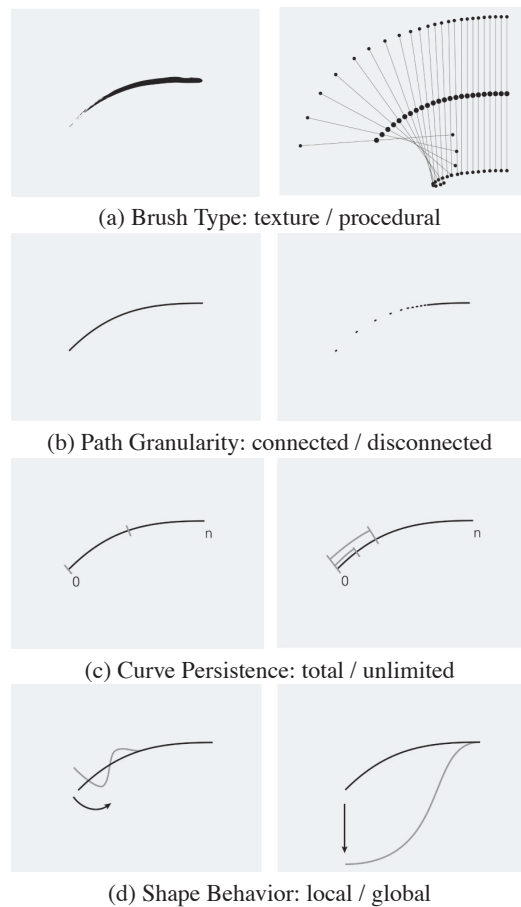 (a) Brush Type: texture / procedural
(b) Path Granularity: connected / disconnected
0 n
0 n
(c) Curve Persistence: total / unlimited
(d) Shape Behavior: local / global